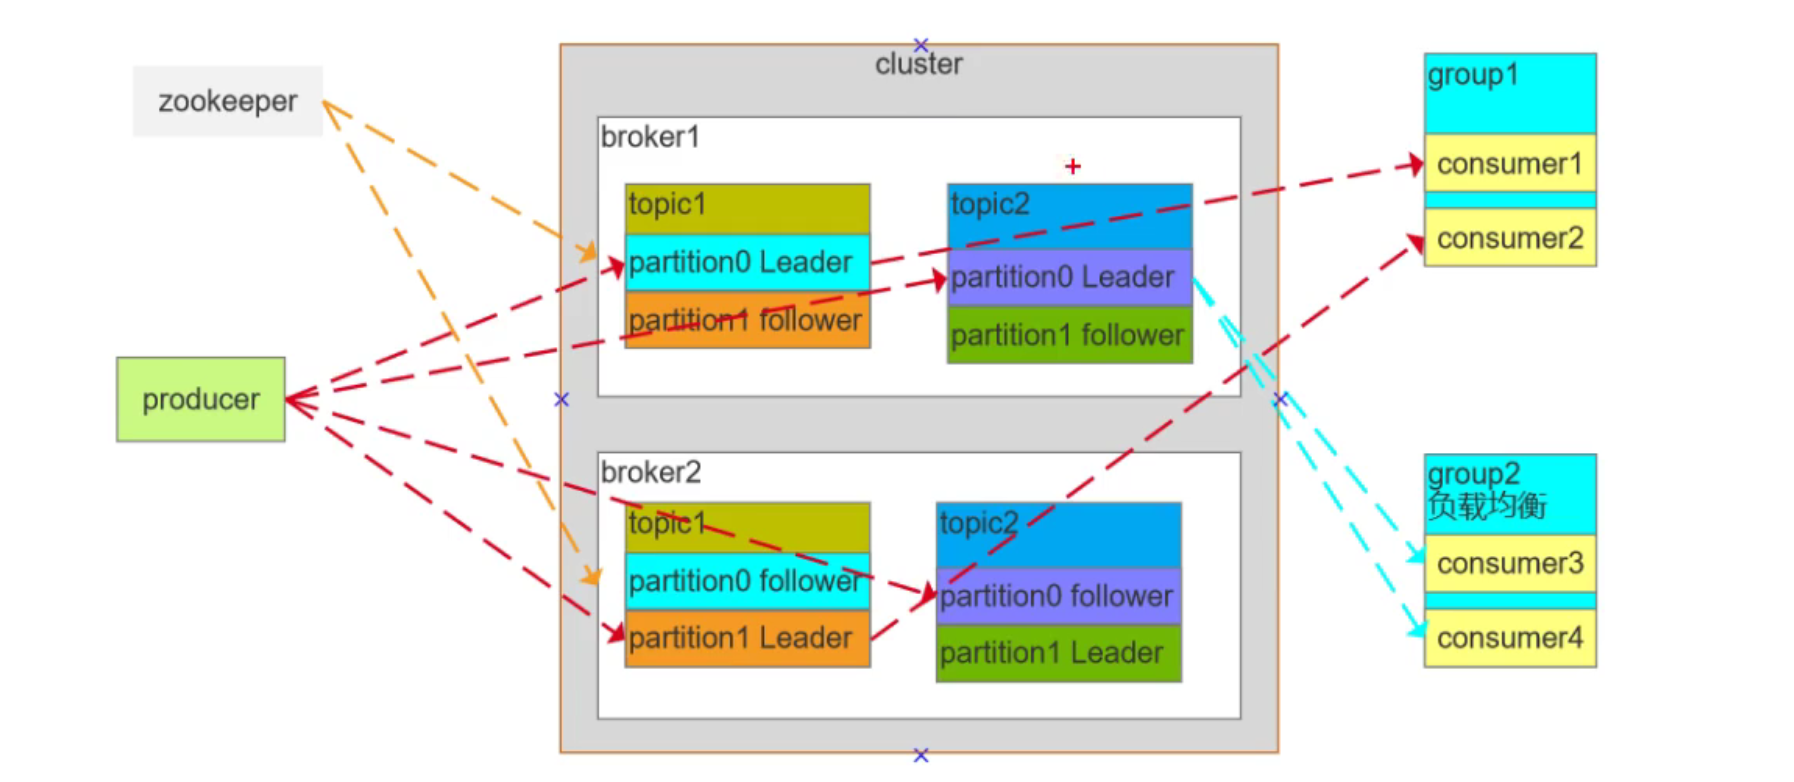 zookeeper
producer
cluster
broker1
topic1
partition0 Leader
partition1 follower
topic2
partition0 Leader
partition1 follower
broker2
topic1
partition0 follower
partition1 Leader
topic2
partition0 follower
partition1 Leader
group1
consumer1
consumer2
group2
负载均衡
consumer3
consumer4